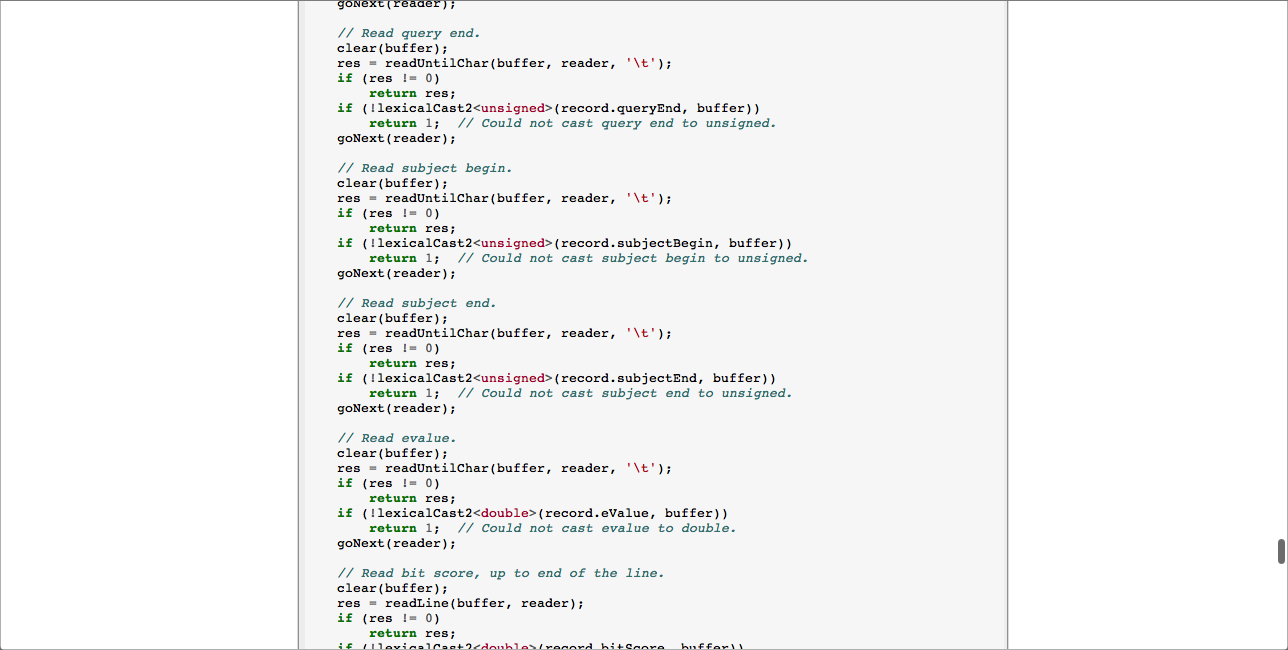 goNext(reader);
// Read query end.
clear(buffer);
res = readUntilChar(buffer, reader, '\t');
if (res != 0)
    return res;
if (!lexicalCast2<unsigned>(record.queryEnd, buffer))
    return 1;  // Could not cast query end to unsigned.
goNext(reader);
// Read subject begin.
clear(buffer);
res = readUntilChar(buffer, reader, '\t');
if (res != 0)
    return res;
if (!lexicalCast2<unsigned>(record.subjectBegin, buffer))
    return 1;  // Could not cast subject begin to unsigned.
goNext(reader);
// Read subject end.
clear(buffer);
res = readUntilChar(buffer, reader, '\t');
if (res != 0)
    return res;
if (!lexicalCast2<unsigned>(record.subjectEnd, buffer))
    return 1;  // Could not cast subject end to unsigned.
goNext(reader);
// Read evalue.
clear(buffer);
res = readUntilChar(buffer, reader, '\t');
if (res != 0)
    return res;
if (!lexicalCast2<double>(record.eValue, buffer))
    return 1;  // Could not cast evalue to double.
goNext(reader);
// Read bit score, up to end of the line.
clear(buffer);
res = readLine(buffer, reader);
if (res != 0)
    return res;
if (!lexicalCast2<double>(record.bitScore, buffer))